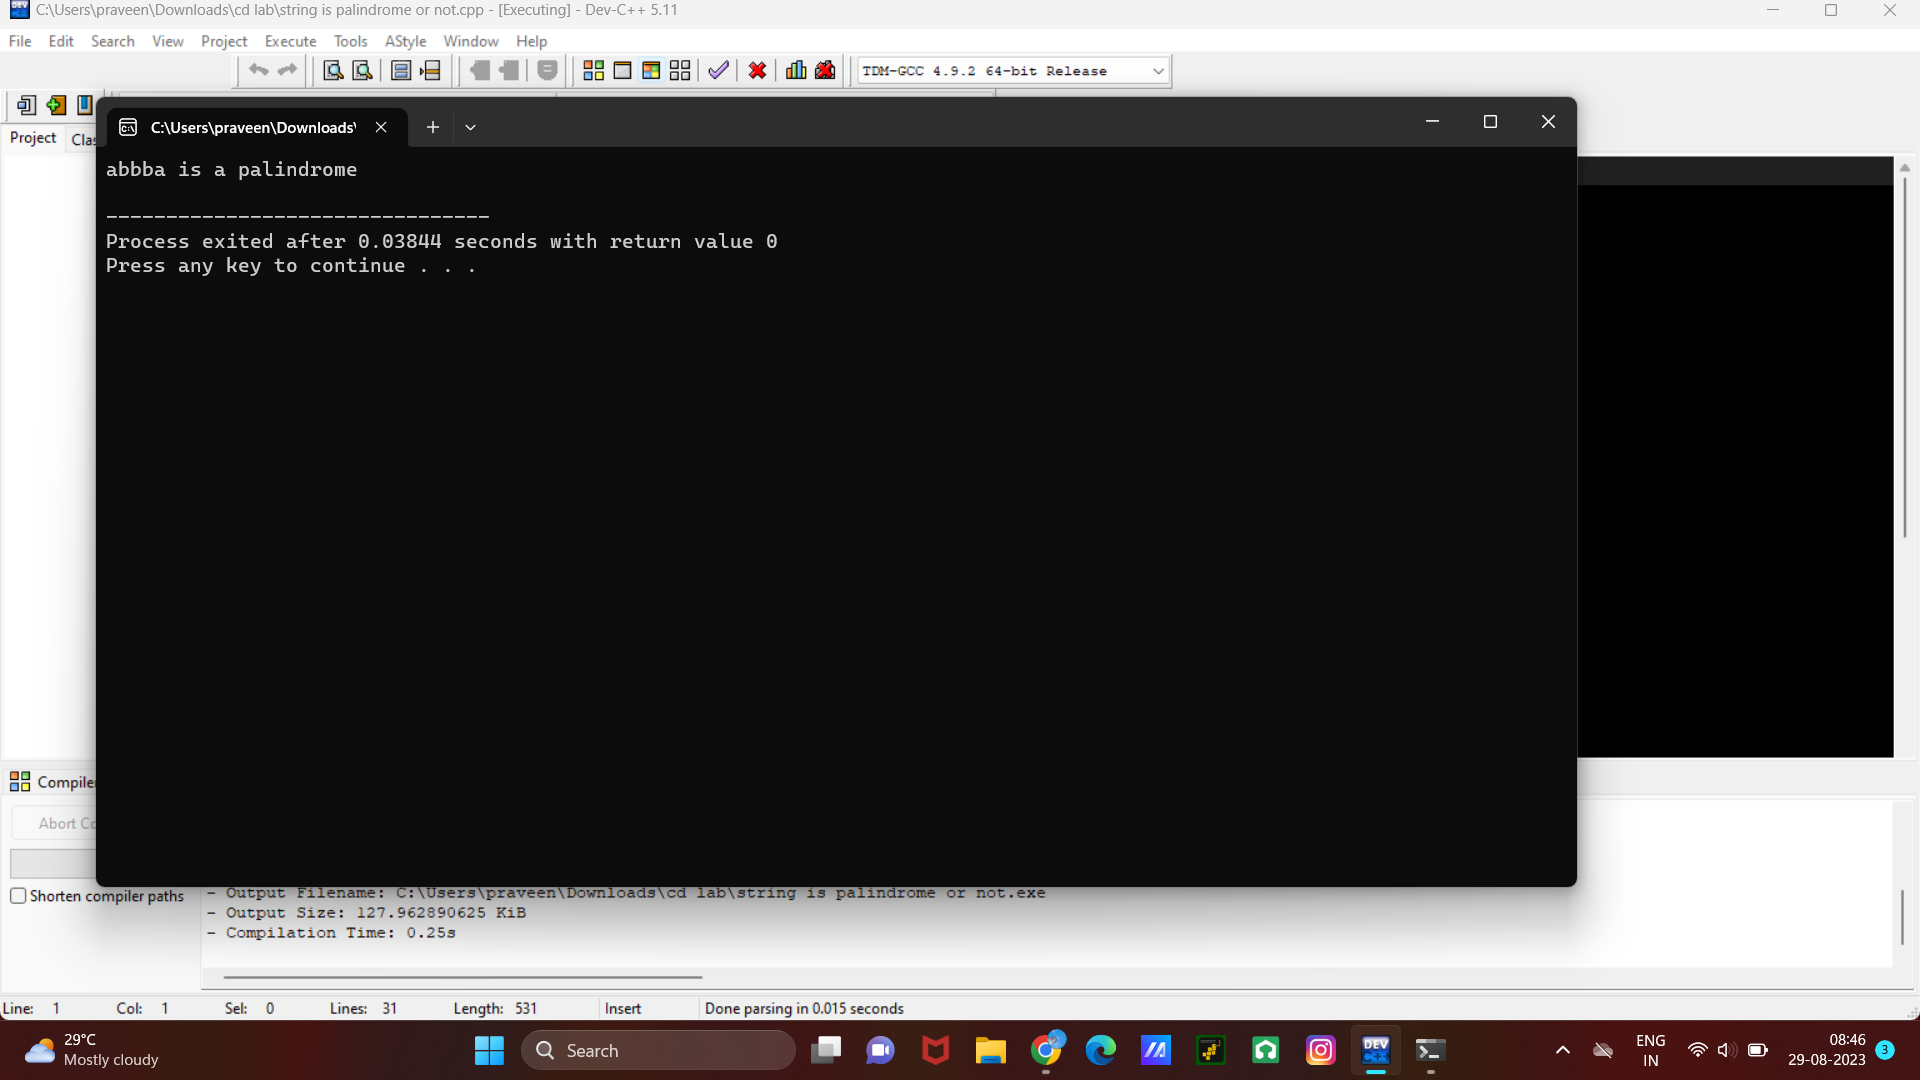 C:\Users\praveen\Downloads\cd lab\string is palindrome or not.cpp - [Executing] - Dev-C++ 5.11
File Edit Search View Project Execute Tools AStyle Window Help
TDM-GCC 4.9.2 64-bit Release
Project
C:\Users\praveen\Downloads\
abbba is a palindrome
--------------------------------
Process exited after 0.03844 seconds with return value 0
Press any key to continue . . .
Compiler
Abort
Shorten compiler paths
- Output Filename: C:\Users\praveen\Downloads\cd lab\string is palindrome or not.exe
- Output Size: 127.962890625 KiB
- Compilation Time: 0.25s
Line: 1 Col: 1 Sel: 0 Lines: 31 Length: 531 Insert Done parsing in 0.015 seconds
29°C
Mostly cloudy
Search
DEV C++
ENG
IN
08:46
29-08-2023
3